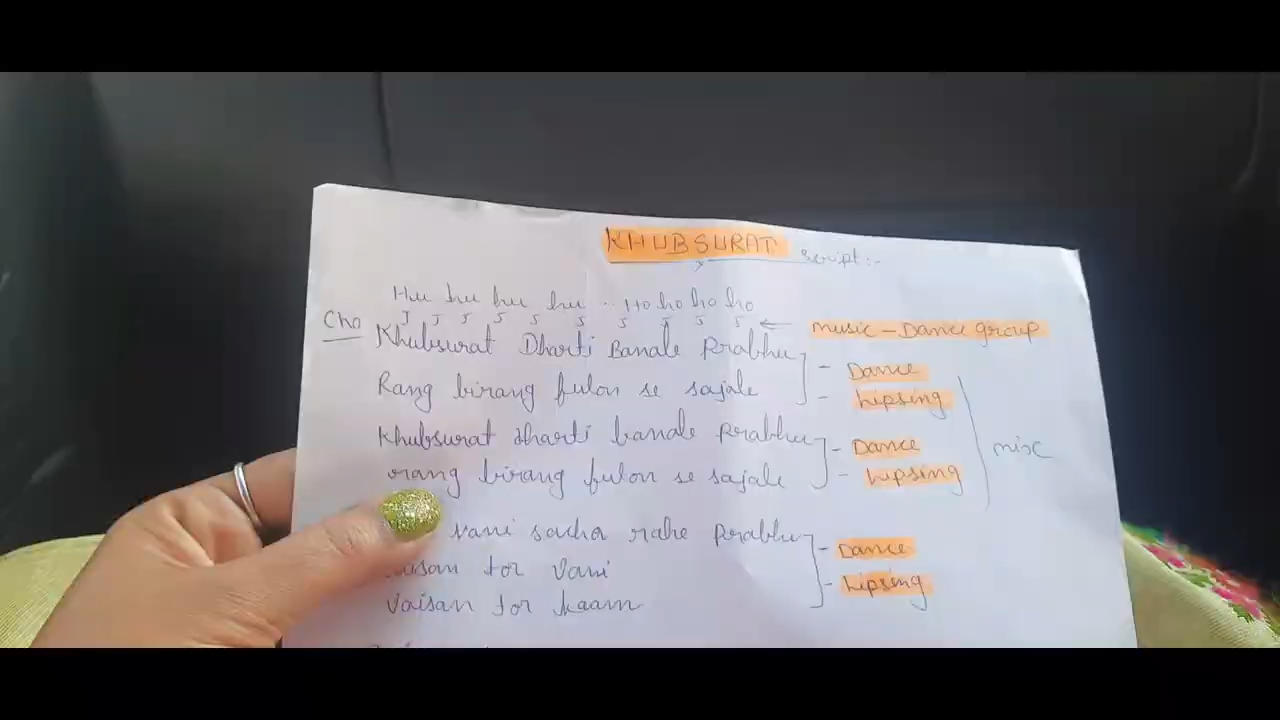 KHUBSURAT script :-
Hu hu hu hu .. Ho ho ho ho
J J J J J J J J J J
Cho
← music - Dance group
Khubsurat Dharti Banale Prabhu
- Dance
Rang birang fulon se sajale
- Lipsing
Khubsurat dharti banale Prabhu
- Dance
rang birang fulon se sajale
- Lipsing
mix
vani sacha rahe Prabhu
- Dance
tor vani
- Lipsing
Vaisan tor kaam